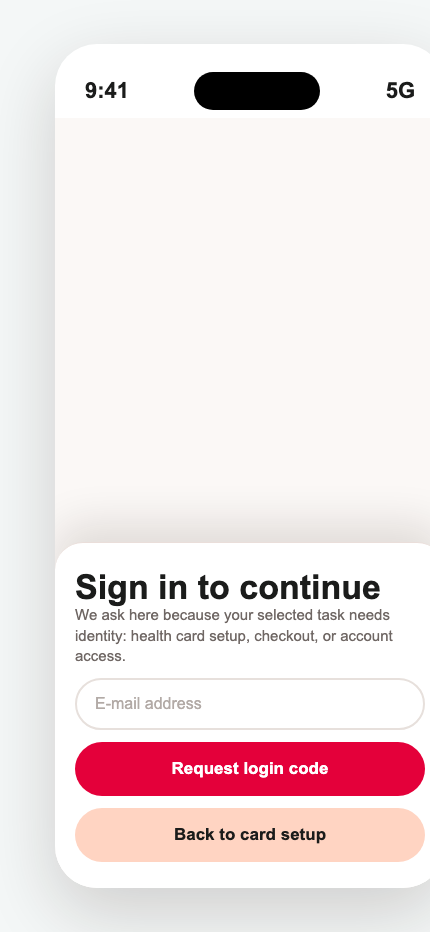 9:41
5G
Sign in to continue
We ask here because your selected task needs
identity: health card setup, checkout, or account
access.
E-mail address
Request login code
Back to card setup